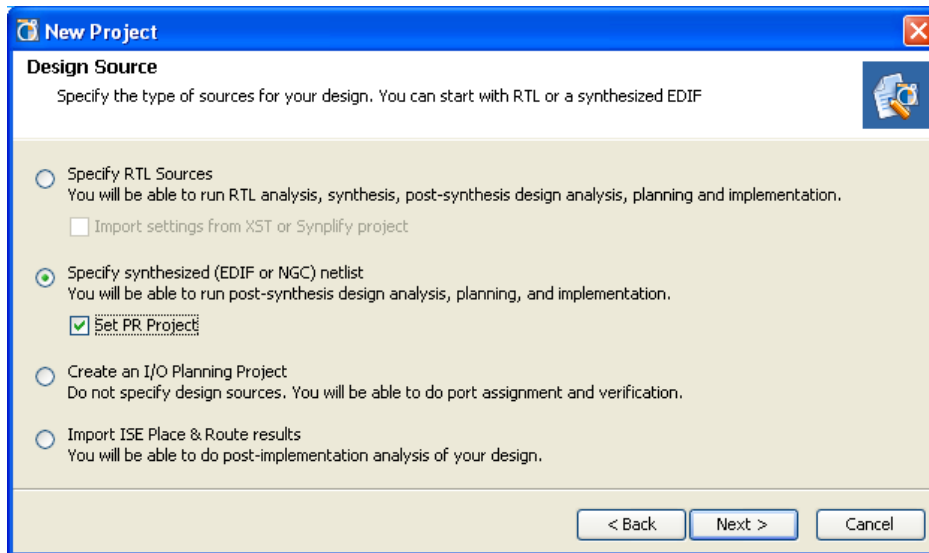 New Project
Design Source
Specify the type of sources for your design. You can start with RTL or a synthesized EDIF
Specify RTL Sources
You will be able to run RTL analysis, synthesis, post-synthesis design analysis, planning and implementation.
Import settings from XST or Synplify project
Specify synthesized (EDIF or NGC) netlist
You will be able to run post-synthesis design analysis, planning, and implementation.
Set PR Project
Create an I/O Planning Project
Do not specify design sources. You will be able to do port assignment and verification.
Import ISE Place & Route results
You will be able to do post-implementation analysis of your design.
< Back Next > Cancel